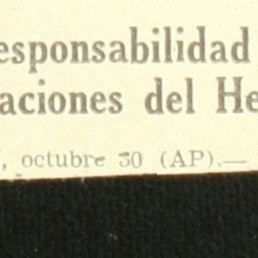 esponsabilidad
aciones del He
, octubre 30 (AP).—